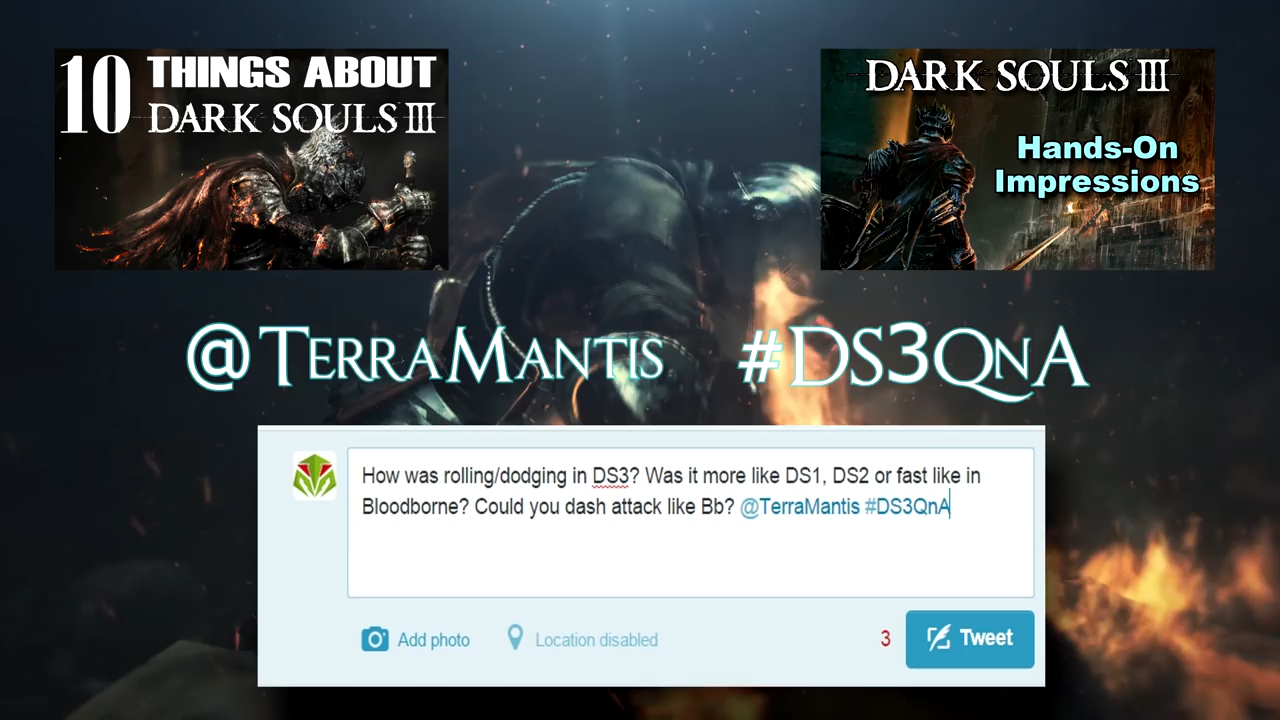 10 THINGS ABOUT
DARK SOULS III
DARK SOULS III
Hands-On
Impressions
@TERRAMANTIS #DS3QNA
How was rolling/dodging in DS3? Was it more like DS1, DS2 or fast like in
Bloodborne? Could you dash attack like Bb? @TerraMantis #DS3QnA
Add photo Location disabled 3 Tweet